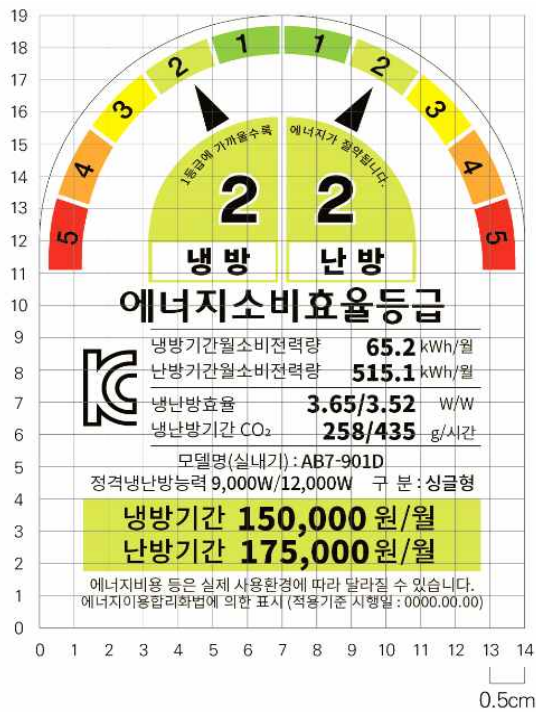 19
18
17
16
15
14
13
12
11
10
9
8
7
6
5
4
3
2
1
0
5 4 3 2 1 1 2 3 4 5
1등급에 가까울수록 에너지가 절약됩니다.
2 2
냉방 난방
에너지소비효율등급
냉방기간월소비전력량 65.2 kWh/월
난방기간월소비전력량 515.1 kWh/월
냉난방효율 3.65/3.52 W/W
냉난방기간 CO₂ 258/435 g/시간
모델명(실내기) : AB7-901D
정격냉난방능력 9,000W/12,000W 구 분 : 싱글형
냉방기간 150,000원/월
난방기간 175,000원/월
에너지비용 등은 실제 사용환경에 따라 달라질 수 있습니다.
에너지이용합리화법에 의한 표시 (적용기준 시행일 : 0000.00.00)
0 1 2 3 4 5 6 7 8 9 10 11 12 13 14
0.5cm